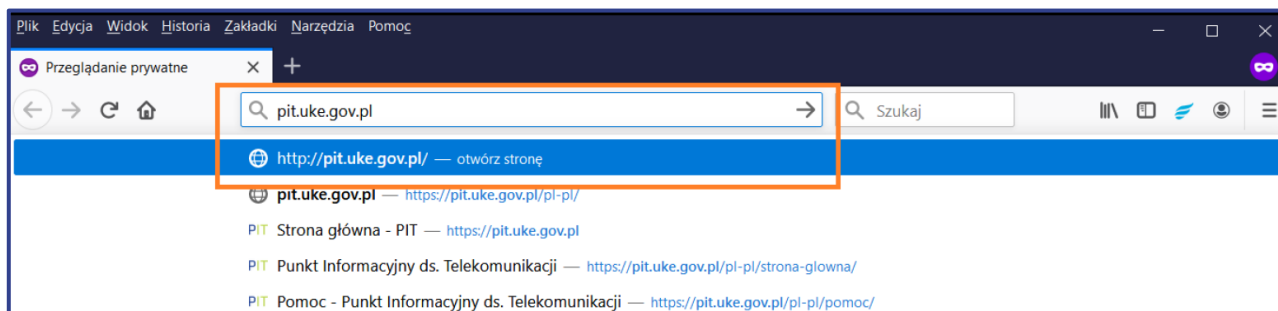 Plik Edycja Widok Historia Zakładki Narzędzia Pomoc
Przeglądanie prywatne
pit.uke.gov.pl
Szukaj
http://pit.uke.gov.pl/ — otwórz stronę
pit.uke.gov.pl — https://pit.uke.gov.pl/pl-pl/
PIT Strona główna - PIT — https://pit.uke.gov.pl
PIT Punkt Informacyjny ds. Telekomunikacji — https://pit.uke.gov.pl/pl-pl/strona-glowna/
PIT Pomoc - Punkt Informacyjny ds. Telekomunikacji — https://pit.uke.gov.pl/pl-pl/pomoc/